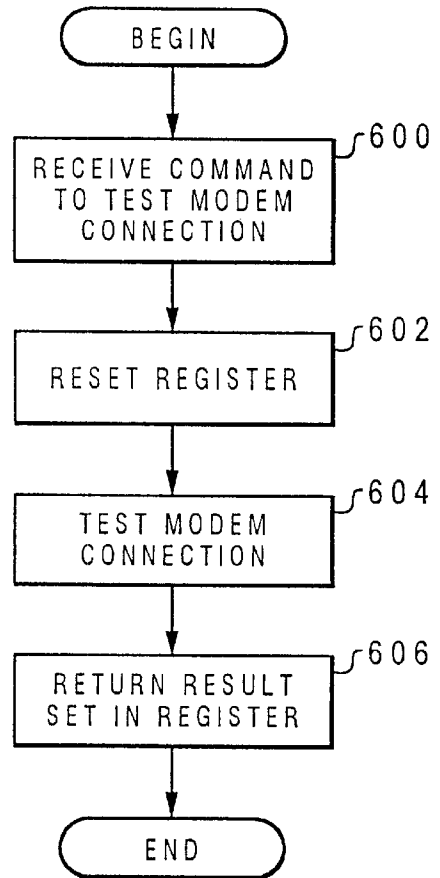 BEGIN
600
RECEIVE COMMAND
TO TEST MODEM
CONNECTION
602
RESET REGISTER
604
TEST MODEM
CONNECTION
606
RETURN RESULT
SET IN REGISTER
END